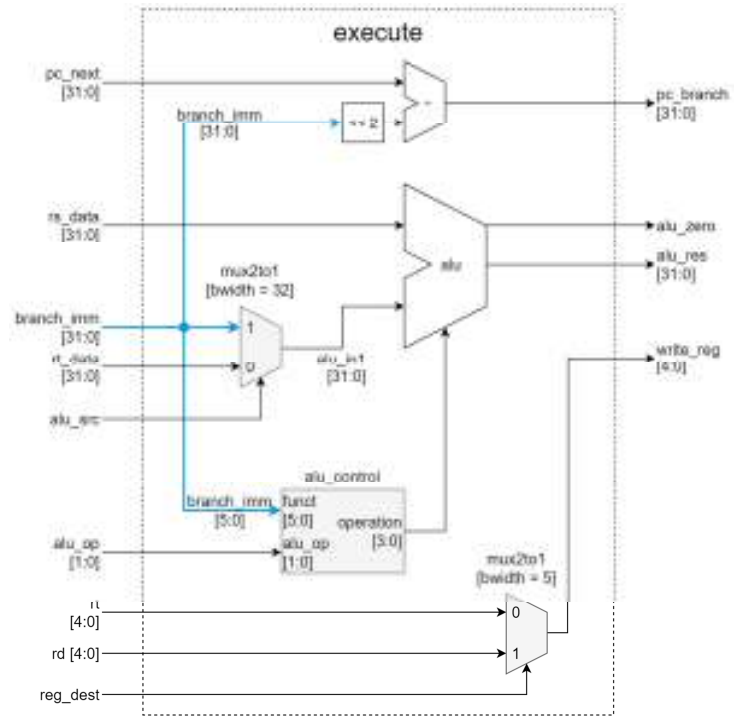 execute
pc_next
[31:0]
branch_imm
[31:0]
<< 2
pc_branch
[31:0]
rs_data
[31:0]
alu
alu_zero
alu_res
[31:0]
mux2to1
[bwidth = 32]
branch_imm
[31:0]
1
rt_data
[31:0]
0
alu_in1
[31:0]
write_reg
[4:0]
alu_src
alu_control
branch_imm
[5:0]
funct
[5:0]
operation
[3:0]
alu_op
[1:0]
alu_op
[1:0]
mux2to1
[bwidth = 5]
rt
[4:0]
0
rd [4:0]
1
reg_dest